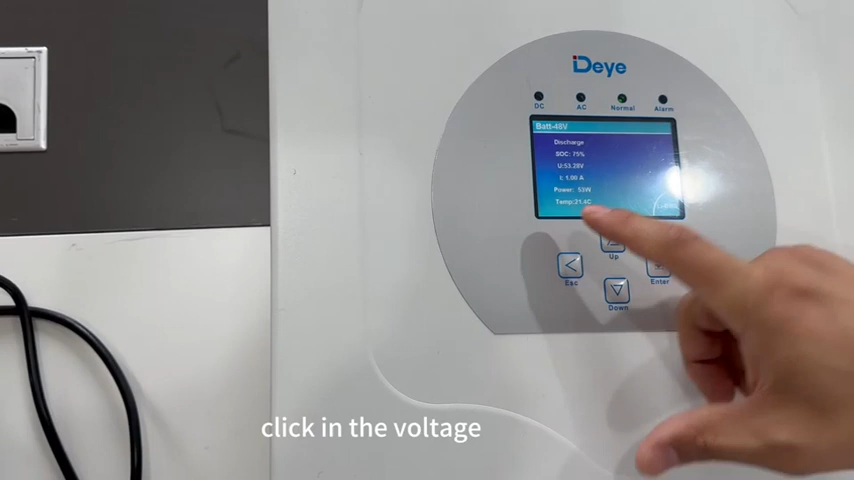 Deye
DC AC Normal Alarm
Batt-48V
Discharge
SOC: 75%
U:53.28V
I: 1.00 A
Power: 53W
Temp:21.4C
Up
Esc
Enter
Down
click in the voltage